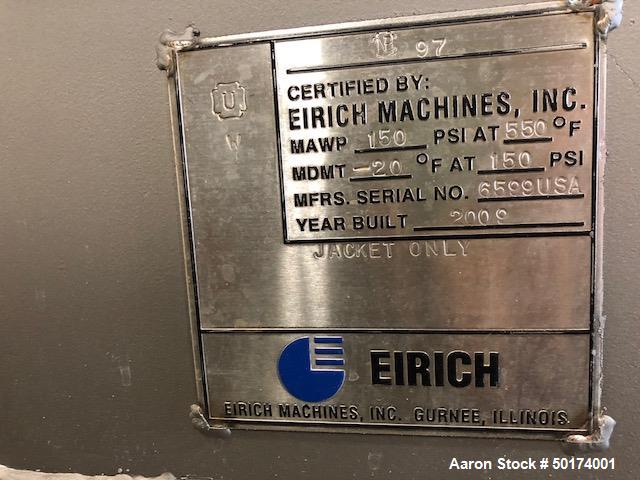 NB 97
U
W
CERTIFIED BY:
EIRICH MACHINES, INC.
MAWP 150 PSI AT 550 °F
MDMT -20 °F AT 150 PSI
MFRS. SERIAL NO. 6599USA
YEAR BUILT 2009
JACKET ONLY
EIRICH
EIRICH MACHINES, INC. GURNEE, ILLINOIS
Aaron Stock # 50174001